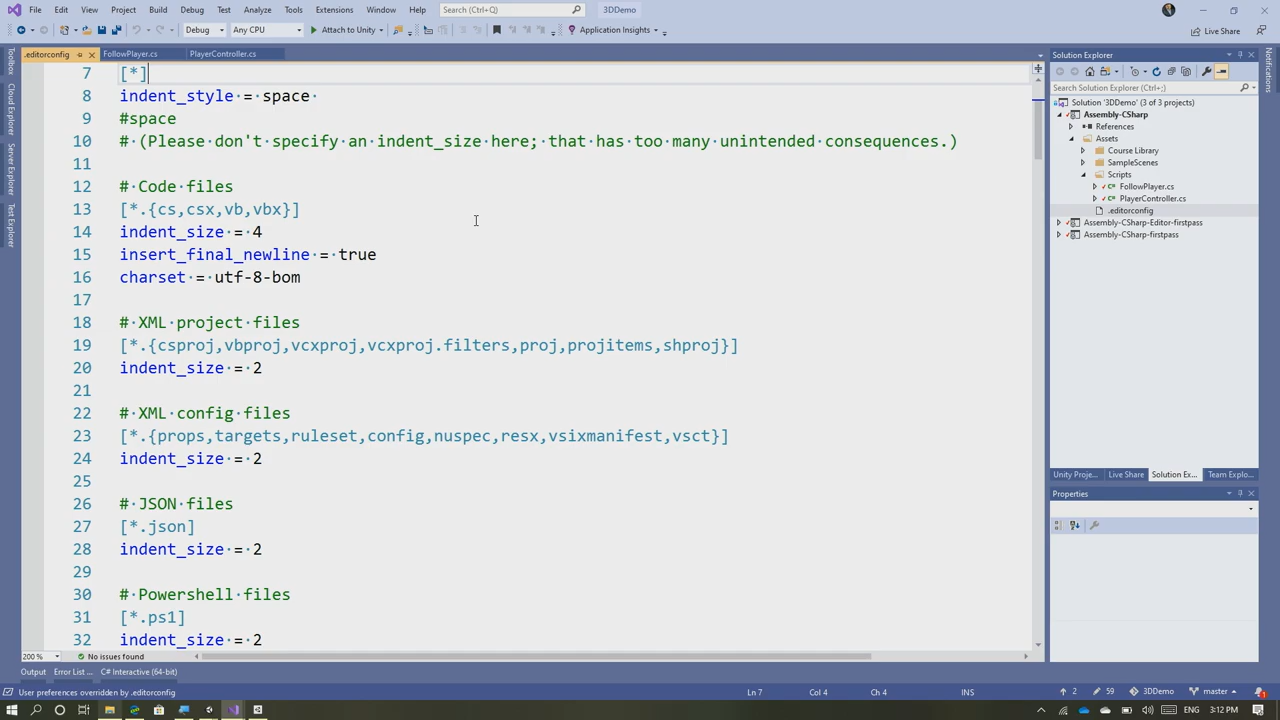 File Edit View Project Build Debug Test Analyze Tools Extensions Window Help Search (Ctrl+Q) 3DDemo
Debug Any CPU Attach to Unity Application Insights Live Share
.editorconfig FollowPlayer.cs PlayerController.cs
Toolbox
Cloud Explorer
Server Explorer
Test Explorer
7 [*]
8 indent_style = space
9 #space
10 # (Please don't specify an indent_size here; that has too many unintended consequences.)
11
12 # Code files
13 [*.{cs,csx,vb,vbx}]
14 indent_size = 4
15 insert_final_newline = true
16 charset = utf-8-bom
17
18 # XML project files
19 [*.{csproj,vbproj,vcxproj,vcxproj.filters,proj,projitems,shproj}]
20 indent_size = 2
21
22 # XML config files
23 [*.{props,targets,ruleset,config,nuspec,resx,vsixmanifest,vsct}]
24 indent_size = 2
25
26 # JSON files
27 [*.json]
28 indent_size = 2
29
30 # Powershell files
31 [*.ps1]
32 indent_size = 2
200 % No issues found
Solution Explorer
Search Solution Explorer (Ctrl+;)
Solution '3DDemo' (3 of 3 projects)
Assembly-CSharp
References
Assets
Course Library
SampleScenes
Scripts
FollowPlayer.cs
PlayerController.cs
.editorconfig
Assembly-CSharp-Editor-firstpass
Assembly-CSharp-firstpass
Unity Proje... Live Share Solution Ex... Team Explo...
Properties
Notifications
Output Error List ... C# Interactive (64-bit)
User preferences overridden by .editorconfig Ln 7 Col 4 Ch 4 INS 2 59 3DDemo master 1
ENG 3:12 PM